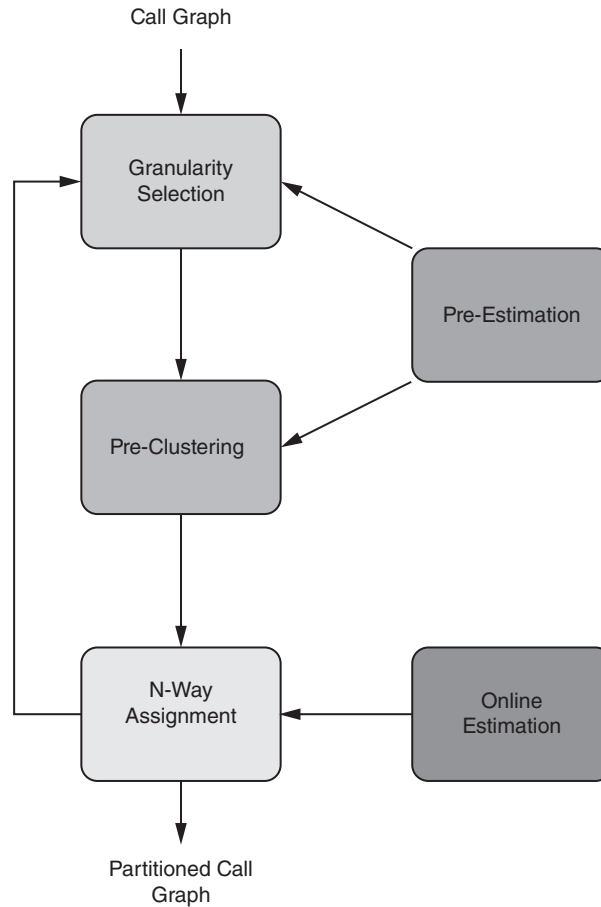 Call Graph
Granularity
Selection
Pre-Estimation
Pre-Clustering
N-Way
Assignment
Online
Estimation
Partitioned Call
Graph